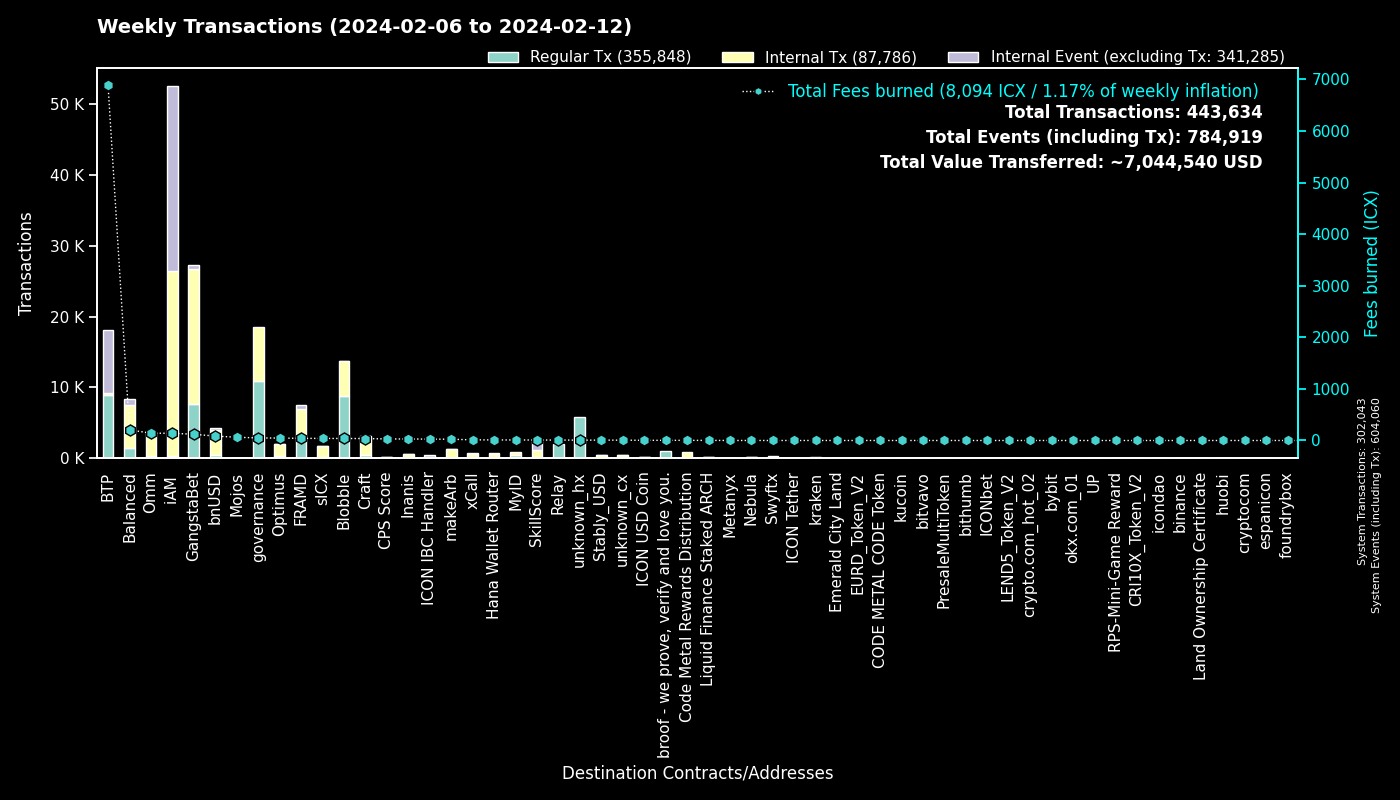 Weekly Transactions (2024-02-06 to 2024-02-12)
Regular Tx (355,848)
Internal Tx (87,786)
Internal Event (excluding Tx: 341,285)
Total Fees burned (8,094 ICX / 1.17% of weekly inflation)
Total Transactions: 443,634
Total Events (including Tx): 784,919
Total Value Transferred: ~7,044,540 USD
Transactions
50 K
40 K
30 K
20 K
10 K
0 K
7000
6000
5000
4000
3000
2000
1000
0
Fees burned (ICX)
System Transactions: 302,043
System Events (including Tx): 604,060
BTP
Balanced
Omm
iAM
GangstaBet
bnUSD
Mojos
governance
Optimus
FRAMD
sICX
Blobble
Craft
CPS Score
Inanis
ICON IBC Handler
makeArb
xCall
Hana Wallet Router
MyID
SkillScore
Relay
unknown_hx
Stably_USD
unknown_cx
ICON USD Coin
broof - we prove, verify and love you.
Code Metal Rewards Distribution
Liquid Finance Staked ARCH
Metanyx
Nebula
Swyftx
ICON Tether
kraken
Emerald City Land
EURD_Token_V2
CODE METAL CODE Token
kucoin
bitvavo
PresaleMultiToken
bithumb
ICONbet
LEND5_Token_V2
crypto.com_hot_02
bybit
okx.com_01
UP
RPS-Mini-Game Reward
CRI10X_Token_V2
icondao
binance
Land Ownership Certificate
huobi
cryptocom
espanicon
foundrybox
Destination Contracts/Addresses